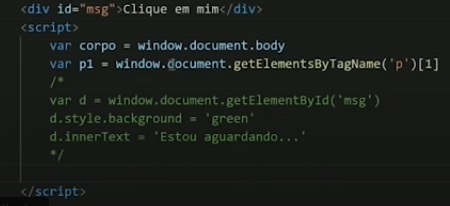 <div id="msg">Clique em mim</div>
<script>
var corpo = window.document.body
var p1 = window.document.getElementsByTagName('p')[1]
/*
var d = window.document.getElementById('msg')
d.style.background = 'green'
d.innerText = 'Estou aguardando...'
*/
</script>